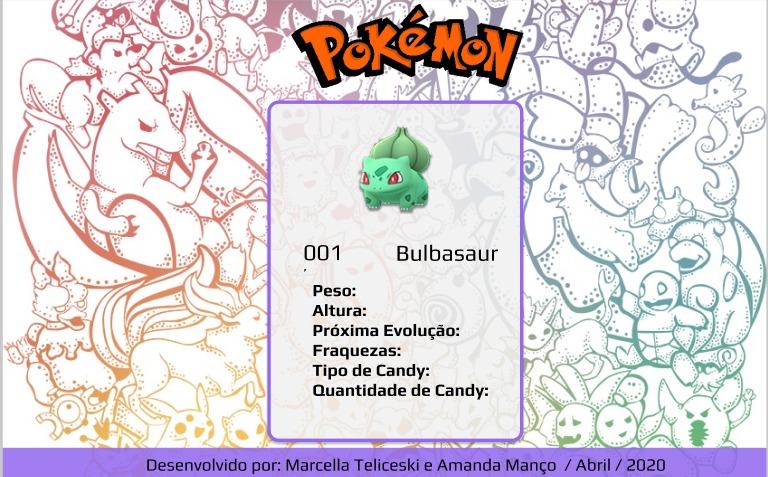 POKéMON
001 Bulbasaur
Peso:
Altura:
Próxima Evolução:
Fraquezas:
Tipo de Candy:
Quantidade de Candy:
Desenvolvido por: Marcella Teliceski e Amanda Manço / Abril / 2020